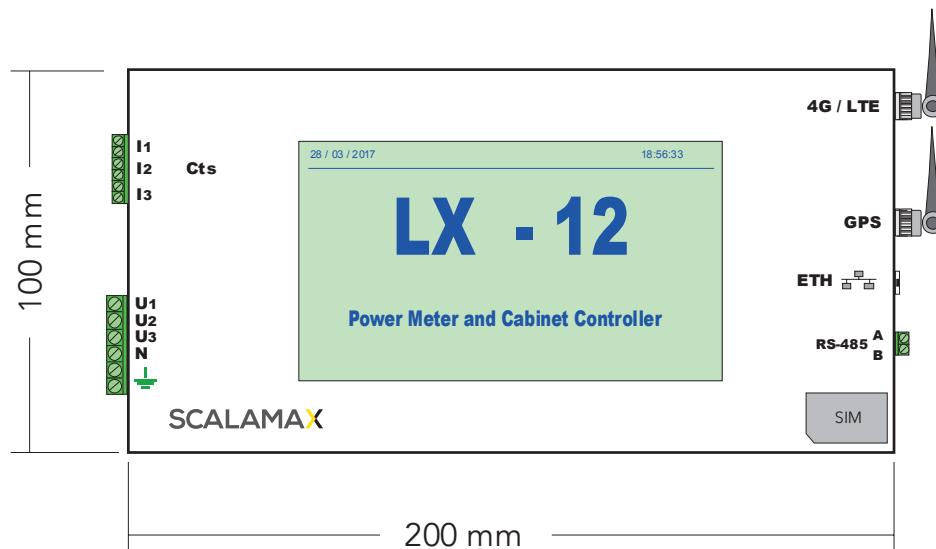 4G / LTE
I1
I2
I3
Cts
28 / 03 / 2017
18:56:33
LX - 12
Power Meter and Cabinet Controller
GPS
ETH
100 mm
U1
U2
U3
N
RS-485
A
B
SCALAMAX
SIM
200 mm